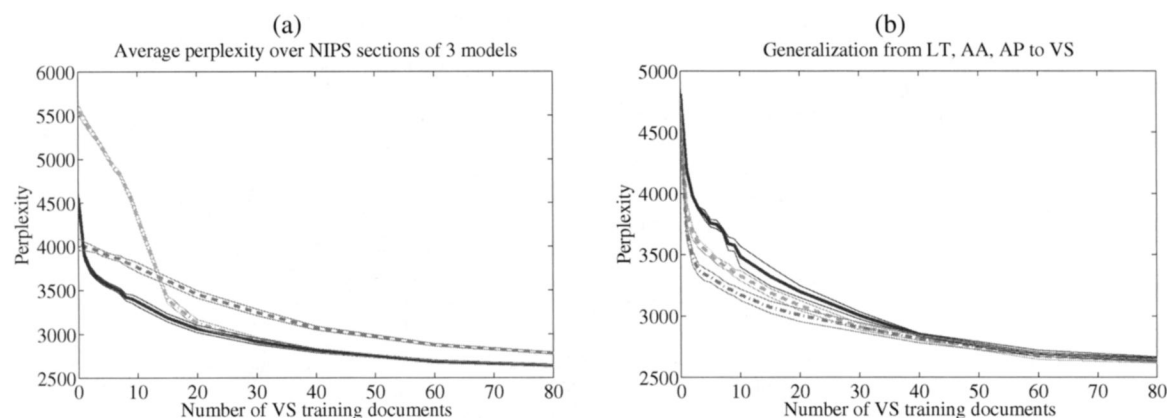 (a)
Average perplexity over NIPS sections of 3 models
6000
5500
5000
4500
4000
3500
3000
2500
Perplexity
0 10 20 30 40 50 60 70 80
Number of VS training documents
(b)
Generalization from LT, AA, AP to VS
5000
4500
4000
3500
3000
2500
Perplexity
0 10 20 30 40 50 60 70 80
Number of VS training documents